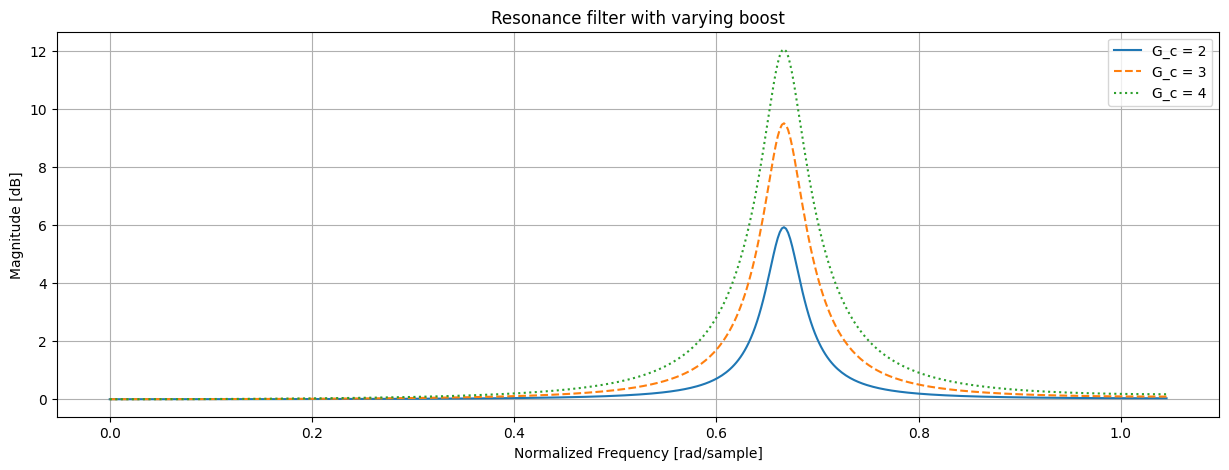 Resonance filter with varying boost
G_c = 2
G_c = 3
G_c = 4
Magnitude [dB]
12
10
8
6
4
2
0
0.0 0.2 0.4 0.6 0.8 1.0
Normalized Frequency [rad/sample]